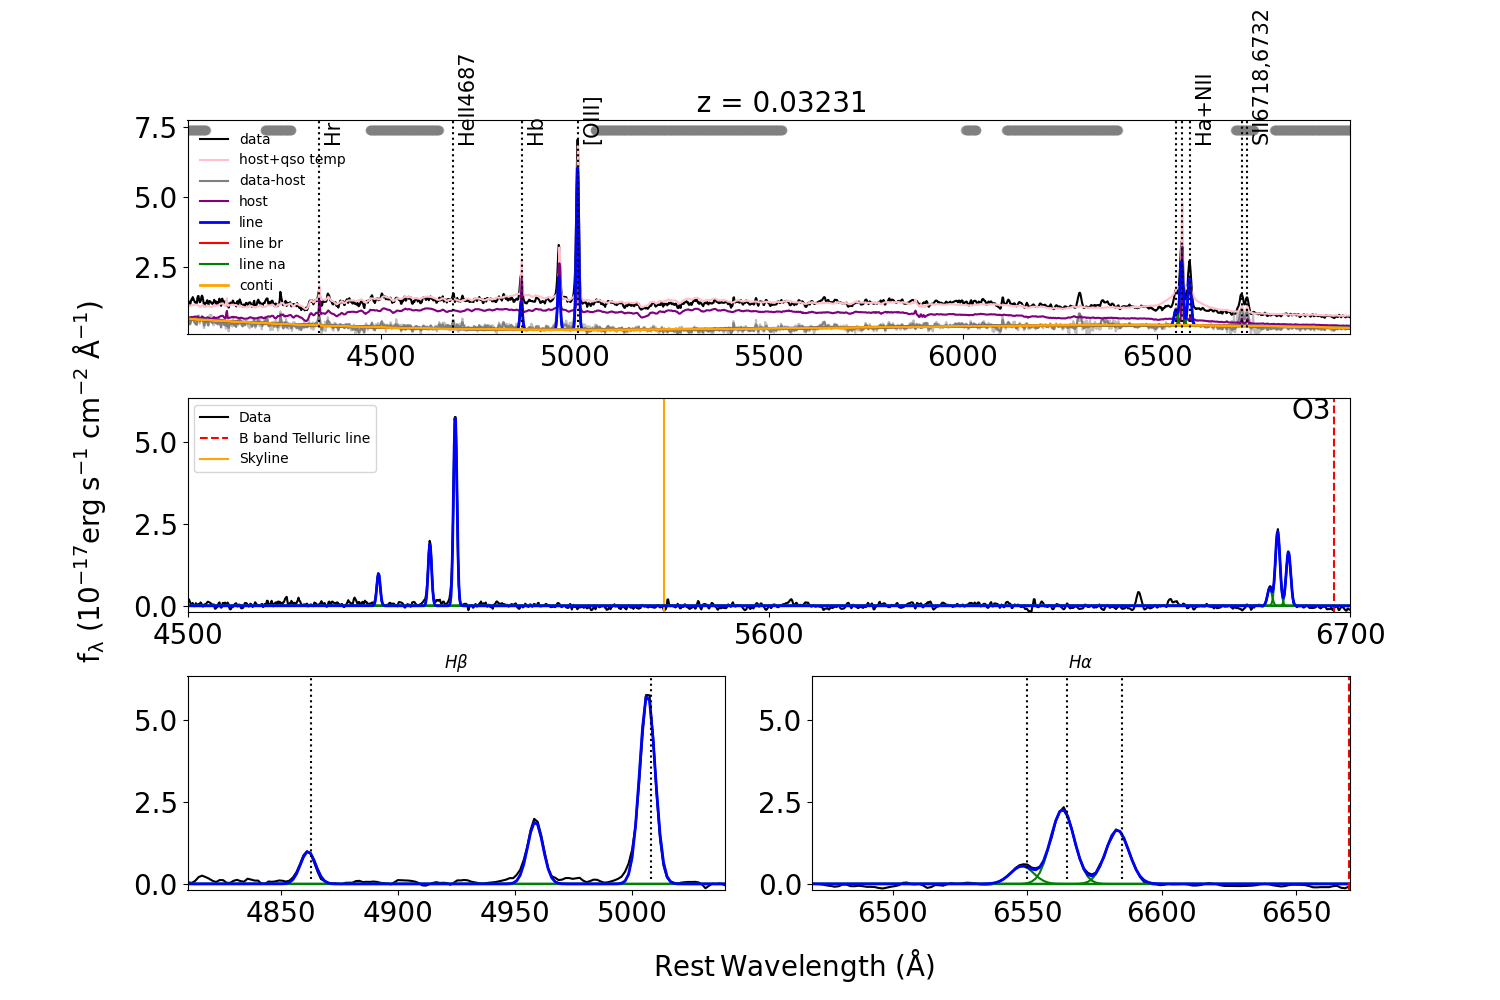 z = 0.03231
Hr
HeII4687
Hb
[OIII]
Ha+NII
SII6718,6732
7.5
5.0
2.5
data
host+qso temp
data-host
host
line
line br
line na
conti
4500 5000 5500 6000 6500
fλ (10⁻¹⁷erg s⁻¹ cm⁻² Å⁻¹)
5.0
2.5
0.0
Data
B band Telluric line
Skyline
O3
4500 5600 6700
Hβ
5.0
2.5
0.0
4850 4900 4950 5000
Hα
5.0
2.5
0.0
6500 6550 6600 6650
Rest Wavelength (Å)